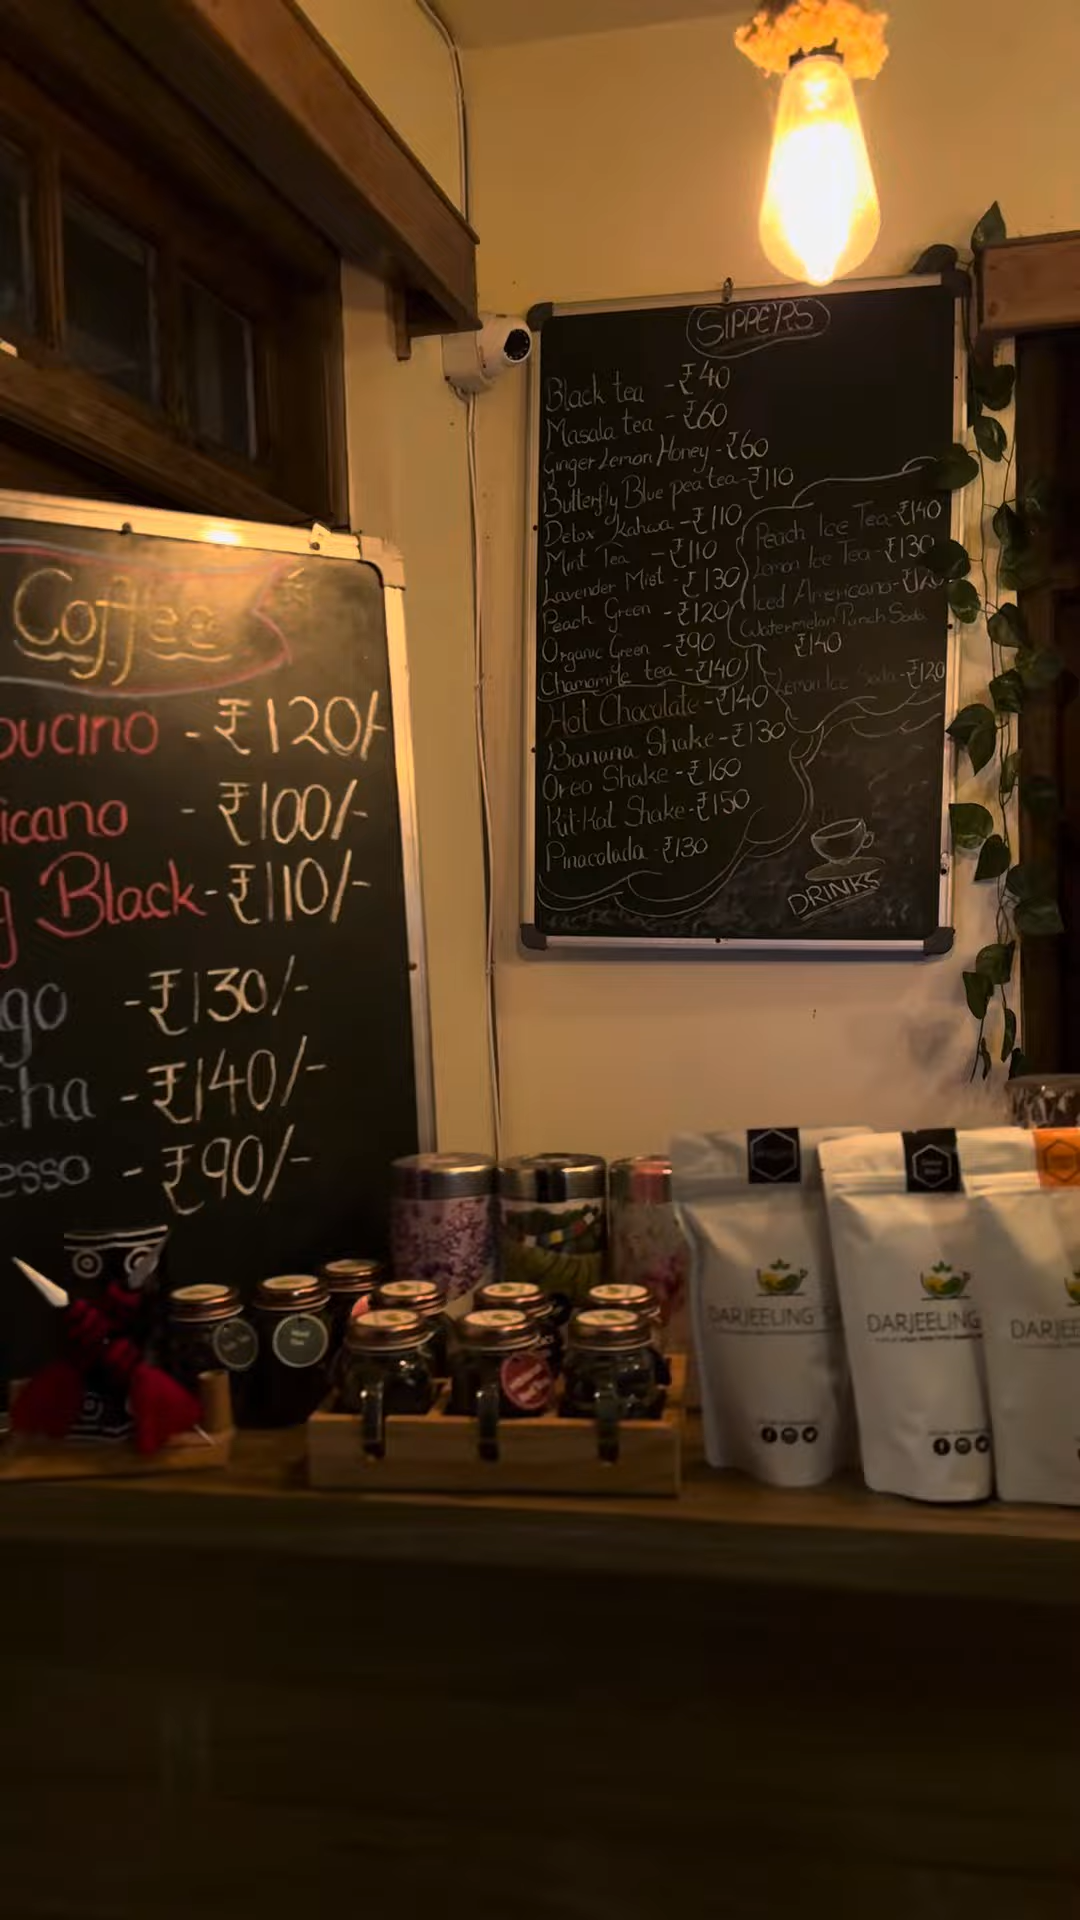 Coffee
pucino - ₹120/-
icano - ₹100/-
g Black - ₹110/-
go - ₹130/-
cha - ₹140/-
esso - ₹90/-
SIPPERS
Black tea - ₹40
Masala tea - ₹60
Ginger Lemon Honey - ₹60
Butterfly Blue pea tea - ₹110
Detox Kahwa - ₹110
Mint Tea - ₹110
Lavender Mist - ₹130
Peach Green - ₹120
Organic Green - ₹90
Chamomile tea - ₹140
Hot Chocolate - ₹140
Banana Shake - ₹130
Oreo Shake - ₹160
Kit-Kat Shake - ₹150
Pinacolada - ₹130
Peach Ice Tea - ₹140
Lemon Ice Tea - ₹130
Iced Americano - ₹120
Watermelon Punch Soda
₹140
Lemon Ice Soda - ₹120
DRINKS
DARJEELING
DARJEELING
DARJEE